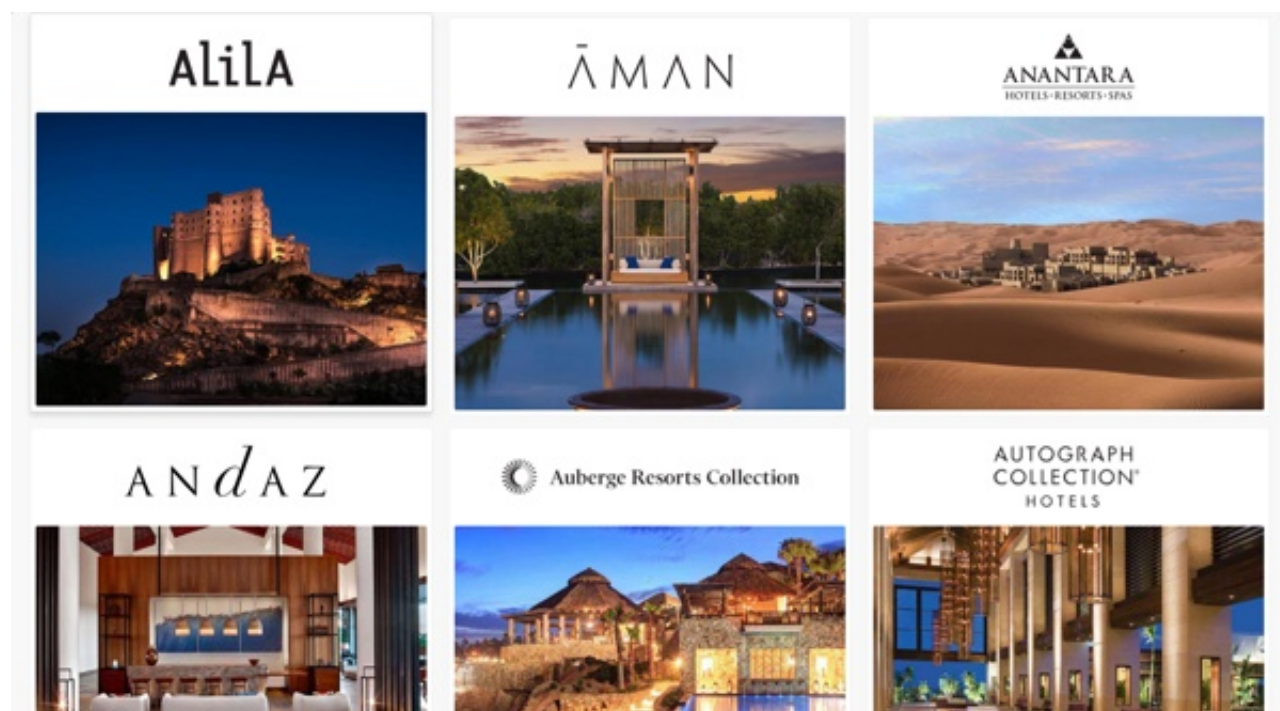 Alila
ĀMAN
ANANTARA
HOTELS • RESORTS • SPAS
ANdAZ
Auberge Resorts Collection
AUTOGRAPH
COLLECTION®
HOTELS